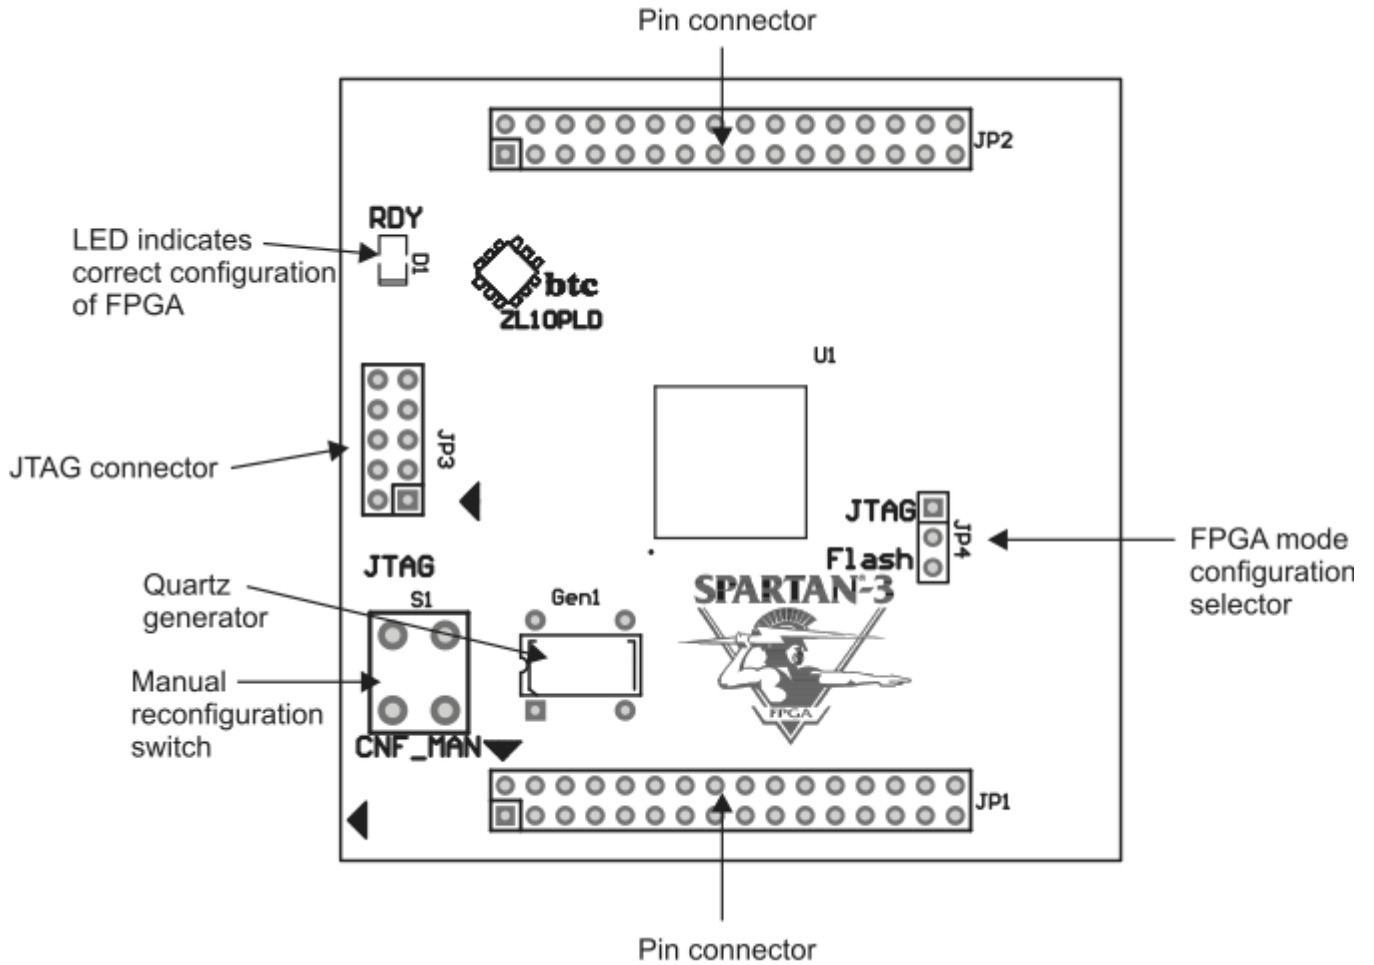 Pin connector
JP2
RDY
LED indicates
correct configuration
of FPGA
D1
btc
ZL10PLD
U1
JP3
JTAG connector
JTAG
JP4
Flash
FPGA mode
configuration
selector
JTAG
Quartz
generator
S1
Gen1
SPARTAN-3
FPGA
Manual
reconfiguration
switch
CNF_MAN
JP1
Pin connector